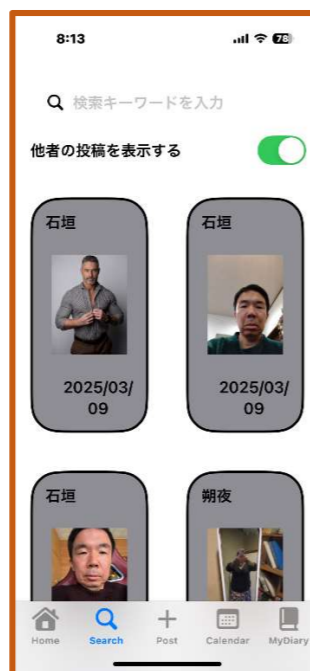 8:13
78
検索キーワードを入力
他者の投稿を表示する
石垣
石垣
2025/03/
09
2025/03/
09
石垣
朔夜
Home
Search
Post
Calendar
MyDiary